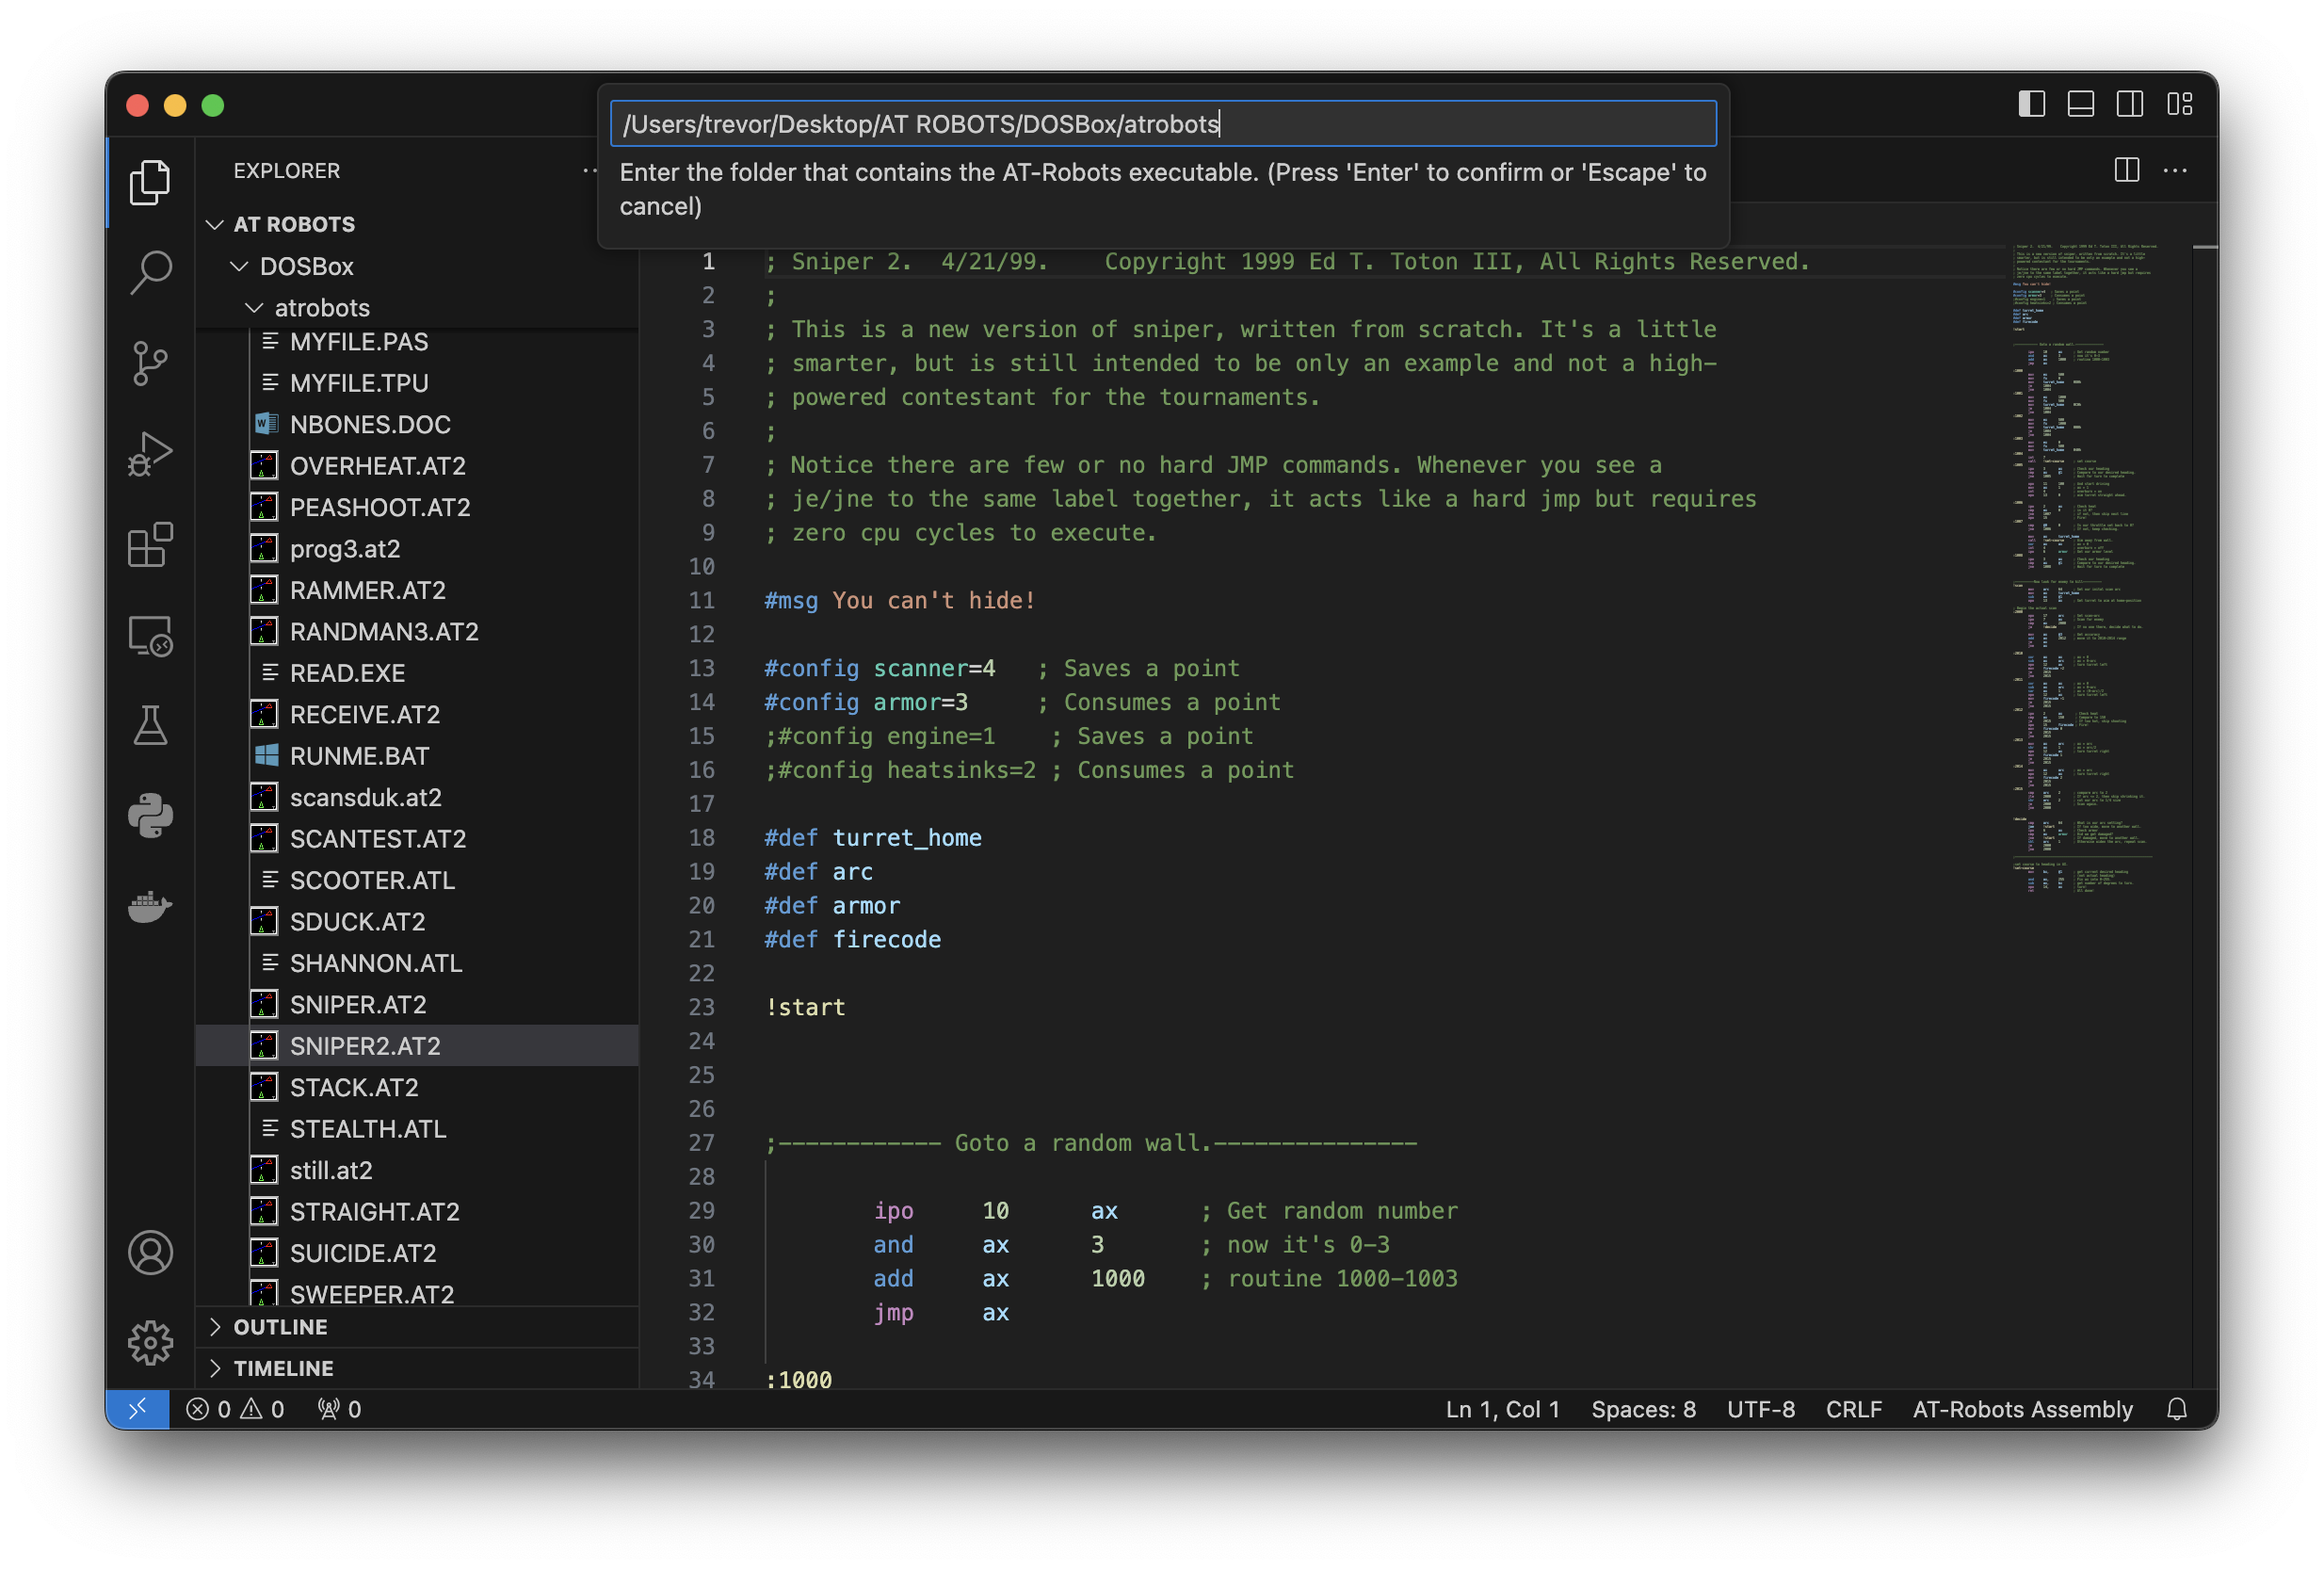 /Users/trevor/Desktop/AT ROBOTS/DOSBox/atrobots
Enter the folder that contains the AT-Robots executable. (Press 'Enter' to confirm or 'Escape' to
cancel)
EXPLORER
AT ROBOTS
DOSBox
atrobots
MYFILE.PAS
MYFILE.TPU
NBONES.DOC
OVERHEAT.AT2
PEASHOOT.AT2
prog3.at2
RAMMER.AT2
RANDMAN3.AT2
READ.EXE
RECEIVE.AT2
RUNME.BAT
scansduk.at2
SCANTEST.AT2
SCOOTER.ATL
SDUCK.AT2
SHANNON.ATL
SNIPER.AT2
SNIPER2.AT2
STACK.AT2
STEALTH.ATL
still.at2
STRAIGHT.AT2
SUICIDE.AT2
SWEEPER.AT2
OUTLINE
TIMELINE
1 ; Sniper 2.  4/21/99.    Copyright 1999 Ed T. Toton III, All Rights Reserved.
2 ;
3 ; This is a new version of sniper, written from scratch. It's a little
4 ; smarter, but is still intended to be only an example and not a high-
5 ; powered contestant for the tournaments.
6 ;
7 ; Notice there are few or no hard JMP commands. Whenever you see a
8 ; je/jne to the same label together, it acts like a hard jmp but requires
9 ; zero cpu cycles to execute.
10
11 #msg You can't hide!
12
13 #config scanner=4   ; Saves a point
14 #config armor=3     ; Consumes a point
15 ;#config engine=1    ; Saves a point
16 ;#config heatsinks=2 ; Consumes a point
17
18 #def turret_home
19 #def arc
20 #def armor
21 #def firecode
22
23 !start
24
25
26
27 ;------------ Goto a random wall.---------------
28
29         ipo     10      ax      ; Get random number
30         and     ax      3       ; now it's 0-3
31         add     ax      1000    ; routine 1000-1003
32         jmp     ax
33
34 :1000
0 0 0
Ln 1, Col 1 Spaces: 8 UTF-8 CRLF AT-Robots Assembly